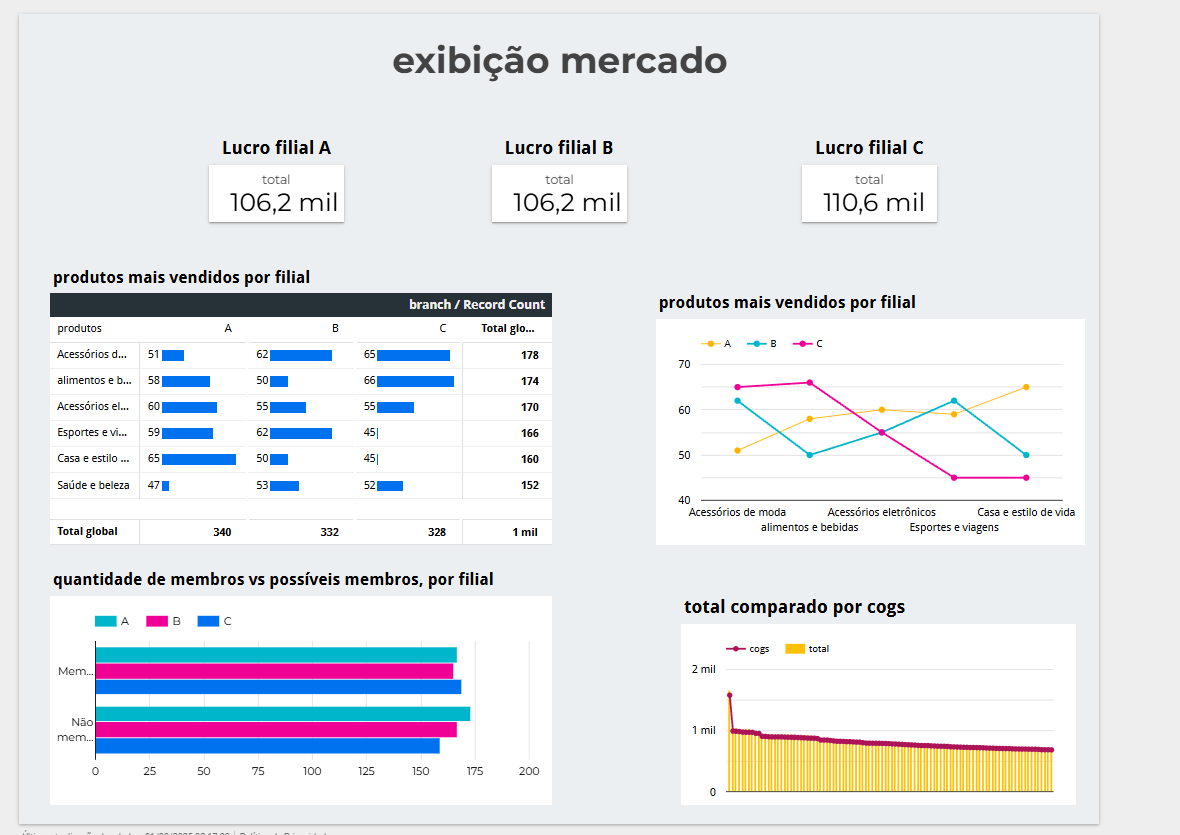 exibição mercado
Lucro filial A
total
106,2 mil
Lucro filial B
total
106,2 mil
Lucro filial C
total
110,6 mil
produtos mais vendidos por filial
branch / Record Count
produtos A B C Total glo...
Acessórios d... 51 62 65 178
alimentos e b... 58 50 66 174
Acessórios el... 60 55 55 170
Esportes e vi... 59 62 45 166
Casa e estilo ... 65 50 45 160
Saúde e beleza 47 53 52 152
Total global 340 332 328 1 mil
produtos mais vendidos por filial
A B C
70
60
50
40
Acessórios de moda Acessórios eletrônicos Casa e estilo de vida
alimentos e bebidas Esportes e viagens
quantidade de membros vs possíveis membros, por filial
A B C
Mem...
Não
mem...
0 25 50 75 100 125 150 175 200
total comparado por cogs
cogs total
2 mil
1 mil
0